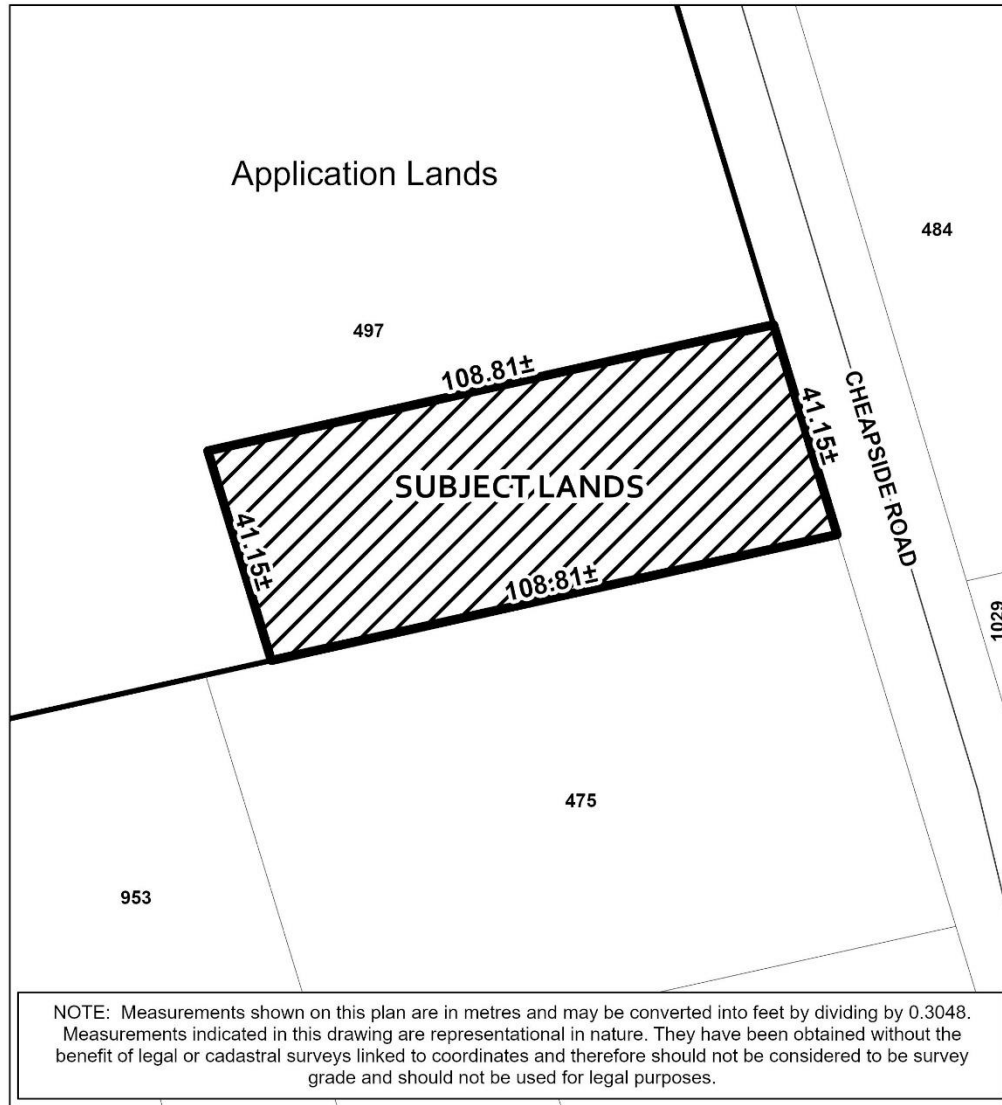 Application Lands
484
497
108.81±
41.15±
CHEAPSIDE ROAD
SUBJECT LANDS
41.15±
108.81±
1029
475
953
NOTE: Measurements shown on this plan are in metres and may be converted into feet by dividing by 0.3048.
Measurements indicated in this drawing are representational in nature. They have been obtained without the
benefit of legal or cadastral surveys linked to coordinates and therefore should not be considered to be survey
grade and should not be used for legal purposes.